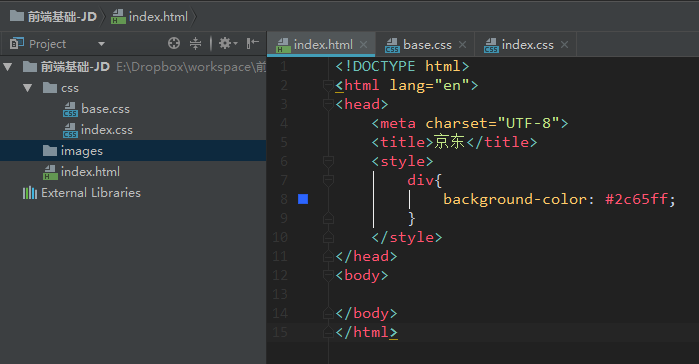 前端基础-JD
index.html
Project
index.html
base.css
index.css
前端基础-JD E:\Dropbox\workspace\前
css
base.css
index.css
images
index.html
External Libraries
1 <!DOCTYPE html>
2 <html lang="en">
3 <head>
4 <meta charset="UTF-8">
5 <title>京东</title>
6 <style>
7 div{
8 background-color: #2c65ff;
9 }
10 </style>
11 </head>
12 <body>
13
14 </body>
15 </html>